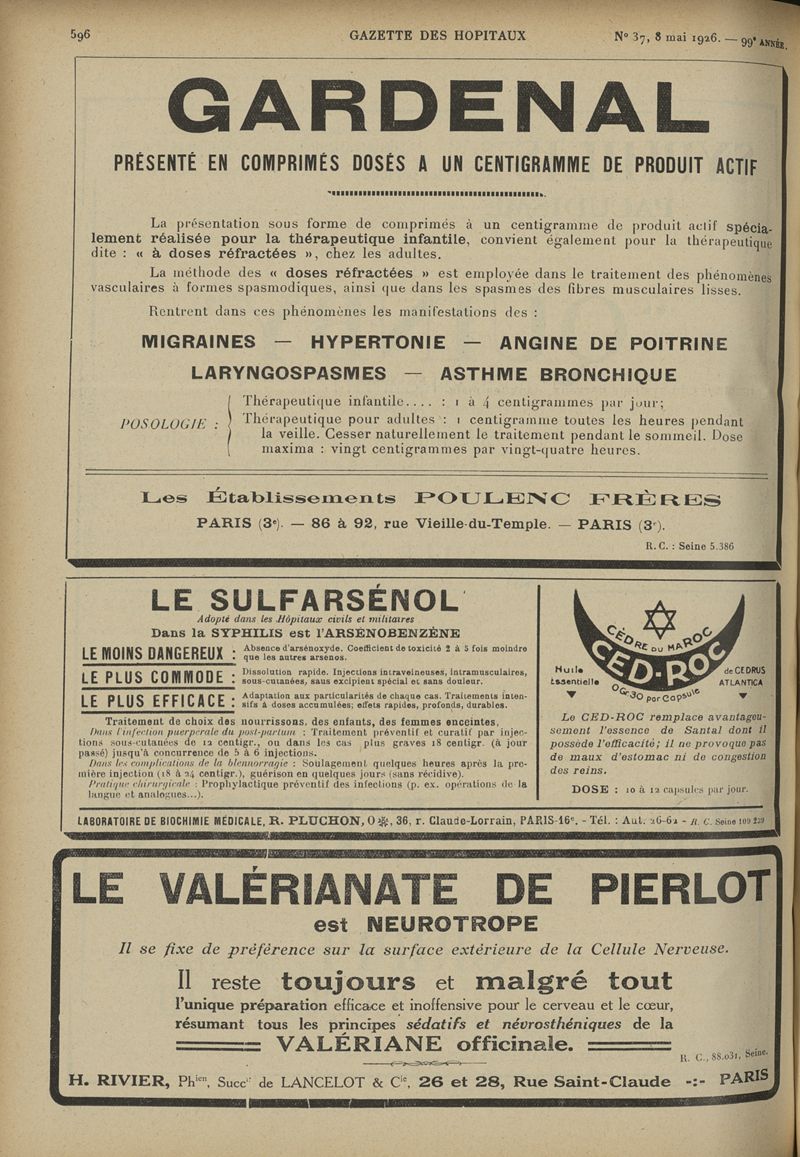 596
GAZETTE DES HOPITAUX
N° 37, 8 mai 1926. — 99e ANNÉE.
GARDENAL
PRÉSENTÉ EN COMPRIMÉS DOSÉS A UN CENTIGRAMME DE PRODUIT ACTIF
La présentation sous forme de comprimés à un centigramme de produit actif spécia-
lement réalisée pour la thérapeutique infantile, convient également pour la thérapeutique
dite : « à doses réfractées », chez les adultes.
La méthode des « doses réfractées » est employée dans le traitement des phénomènes
vasculaires à formes spasmodiques, ainsi que dans les spasmes des fibres musculaires lisses.
Rentrent dans ces phénomènes les manifestations des :
MIGRAINES — HYPERTONIE — ANGINE DE POITRINE
LARYNGOSPASMES — ASTHME BRONCHIQUE
POSOLOGIE :
Thérapeutique infantile.... : 1 à 4 centigrammes par jour;
Thérapeutique pour adultes : 1 centigramme toutes les heures pendant
la veille. Cesser naturellement le traitement pendant le sommeil. Dose
maxima : vingt centigrammes par vingt-quatre heures.
Les Établissements POULENC FRÈRES
PARIS (3e). — 86 à 92, rue Vieille-du-Temple. — PARIS (3e).
R. C. : Seine 5.386
LE SULFARSÉNOL
Adopté dans les Hôpitaux civils et militaires
Dans la SYPHILIS est l'ARSÉNOBENZÈNE
LE MOINS DANGEREUX : Absence d'arsénoxyde. Coefficient de toxicité 2 à 5 fois moindre
que les autres arsenos.
LE PLUS COMMODE : Dissolution rapide. Injections intraveineuses, intramusculaires,
sous-cutanées, saus excipient spécial et sans douleur.
LE PLUS EFFICACE : Adaptation aux particularités de chaque cas. Traitements inten-
sifs à doses accumulées; effets rapides, profonds, durables.
Traitement de choix des nourrissons, des enfants, des femmes enceintes.
Dans l'infection puerpérale du post-partum : Traitement préventif et curatif par injec-
tions sous-cutanées de 12 centigr., ou dans les cas plus graves 18 centigr. (à jour
passé) jusqu'à concurrence de 5 à 6 injections.
Dans les complications de la blennorragie : Soulagement quelques heures après la pre-
mière injection (18 à 24 centigr.), guérison en quelques jours (sans récidive).
Pratique chirurgicale : Prophylactique préventif des infections (p. ex. opérations de la
langue et analogues...).
CÈDRE DU MAROC
CED-ROC
Huile
Essentielle
de CEDRUS
ATLANTICA
0Gr30 par Capsule
Le CED-ROC remplace avantageu-
sement l'essence de Santal dont il
possède l'efficacité; il ne provoque pas
de maux d'estomac ni de congestion
des reins.
DOSE : 10 à 12 capsules par jour.
LABORATOIRE DE BIOCHIMIE MÉDICALE, R. PLUCHON, O, 36, r. Claude-Lorrain, PARIS-16e. - Tél. : Aut. 26-62 - R. C. Seine 109 239
LE VALÉRIANATE DE PIERLOT
est NEUROTROPE
Il se fixe de préférence sur la surface extérieure de la Cellule Nerveuse.
Il reste toujours et malgré tout
l'unique préparation efficace et inoffensive pour le cerveau et le cœur,
résumant tous les principes sédatifs et névrosthéniques de la
VALÉRIANE officinale.
R. C., 88.031, Seine.
H. RIVIER, Phien, Succr de LANCELOT & Cie, 26 et 28, Rue Saint-Claude -:- PARIS